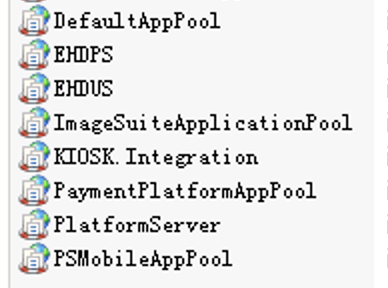 DefaultAppPool
EHDPS
EHDUS
ImageSuiteApplicationPool
KIOSK.Integration
PaymentPlatformAppPool
PlatformServer
PSMobileAppPool